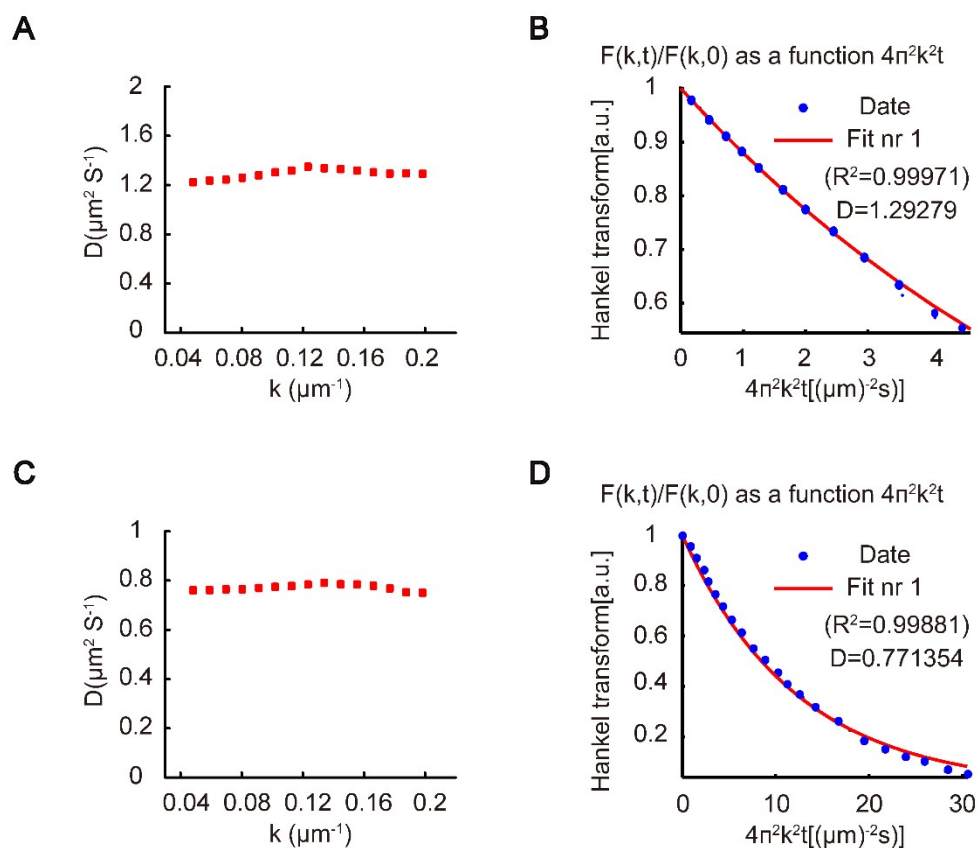 A
D(μm² S⁻¹)
2
1.6
1.2
0.8
0.4
0
0.04 0.08 0.12 0.16 0.2
k (μm⁻¹)
B
F(k,t)/F(k,0) as a function 4π²k²t
Hankel transform[a.u.]
1
0.9
0.8
0.7
0.6
Date
Fit nr 1
(R²=0.99971)
D=1.29279
0 1 2 3 4
4π²k²t[(μm)⁻²s)]
C
D(μm² S⁻¹)
1
0.8
0.6
0.4
0.2
0
0.04 0.08 0.12 0.16 0.2
k (μm⁻¹)
D
F(k,t)/F(k,0) as a function 4π²k²t
Hankel transform[a.u.]
1
0.8
0.6
0.4
0.2
Date
Fit nr 1
(R²=0.99881)
D=0.771354
0 10 20 30
4π²k²t[(μm)⁻²s)]